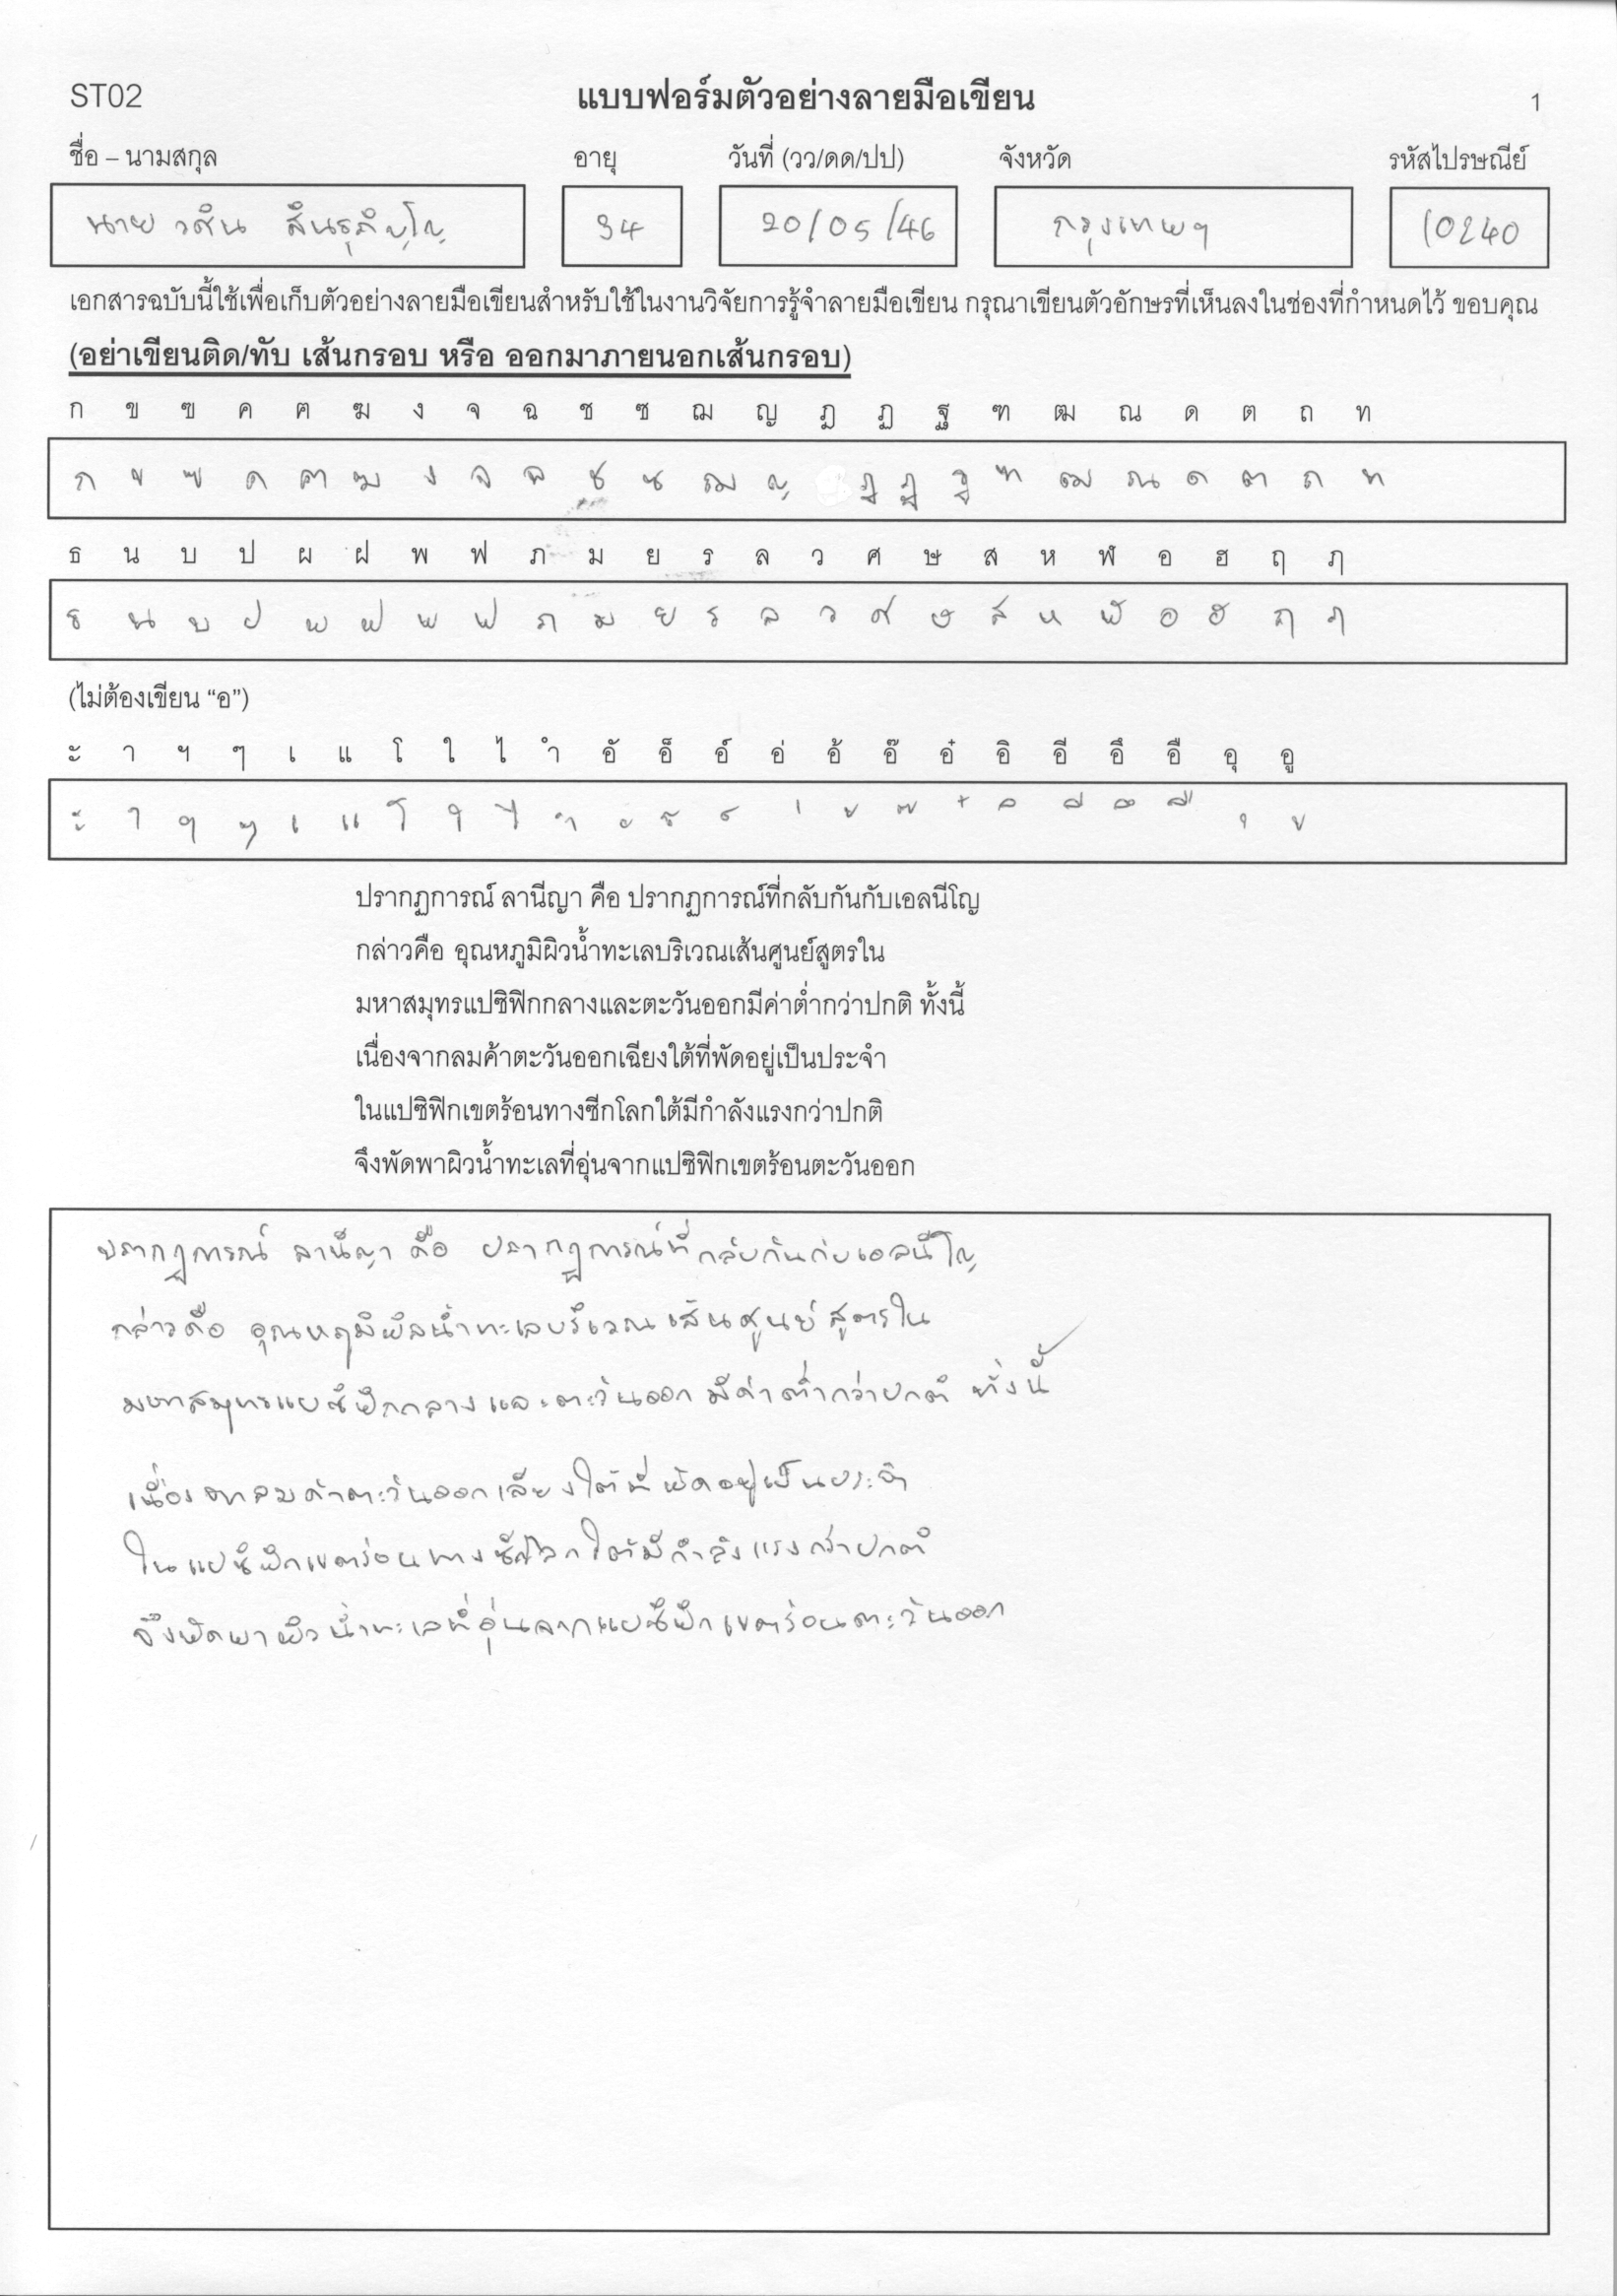 ST02 แบบฟอร์มตัวอย่างลายมือเขียน 1
ชื่อ – นามสกุล อายุ วันที่ (วว/ดด/ปป) จังหวัด รหัสไปรษณีย์
นาย วศิน สินธุภิญโญ 34 20/05/46 กรุงเทพฯ 10240
เอกสารฉบับนี้ใช้เพื่อเก็บตัวอย่างลายมือเขียนสำหรับใช้ในงานวิจัยการรู้จำลายมือเขียน กรุณาเขียนตัวอักษรที่เห็นลงในช่องที่กำหนดไว้ ขอบคุณ
(อย่าเขียนติด/ทับ เส้นกรอบ หรือ ออกมาภายนอกเส้นกรอบ)
ก ข ฃ ค ฅ ฆ ง จ ฉ ช ซ ฌ ญ ฎ ฏ ฐ ฑ ฒ ณ ด ต ถ ท
ก ข ฃ ค ฅ ฆ ง จ ฉ ช ซ ฌ ญ ฎ ฏ ฐ ฑ ฒ ณ ด ต ถ ท
ธ น บ ป ผ ฝ พ ฟ ภ ม ย ร ล ว ศ ษ ส ห ฬ อ ฮ ฤ ภ
ธ น บ ป ผ ฝ พ ฟ ภ ม ย ร ล ว ศ ษ ส ห ฬ อ ฮ ฤ ภ
(ไม่ต้องเขียน “อ”)
ะ า ฯ ๆ เ แ โ ใ ไ ำ อั อ็ อ์ อ่ อ้ อ๊ อ๋ อิ อี อึ อื อุ อู
ะ า ฯ ๆ เ แ โ ใ ไ ำ ั ็ ์ ่ ้ ๊ ๋ ิ ี ึ ื ุ ู
ปรากฏการณ์ ลานีญา คือ ปรากฏการณ์ที่กลับกันกับเอลนีโญ
กล่าวคือ อุณหภูมิผิวน้ำทะเลบริเวณเส้นศูนย์สูตรใน
มหาสมุทรแปซิฟิกกลางและตะวันออกมีค่าต่ำกว่าปกติ ทั้งนี้
เนื่องจากลมค้าตะวันออกเฉียงใต้ที่พัดอยู่เป็นประจำ
ในแปซิฟิกเขตร้อนทางซีกโลกใต้มีกำลังแรงกว่าปกติ
จึงพัดพาผิวน้ำทะเลที่อุ่นจากแปซิฟิกเขตร้อนตะวันออก
ปรากฏการณ์ ลานีญา คือ ปรากฏการณ์ที่กลับกันกับเอลนีโญ
กล่าวคือ อุณหภูมิผิวน้ำทะเลบริเวณเส้นศูนย์สูตรใน
มหาสมุทรแปซิฟิกกลางและตะวันออกมีค่าต่ำกว่าปกติ ทั้งนี้
เนื่องจากลมค้าตะวันออกเฉียงใต้ที่พัดอยู่เป็นประจำ
ในแปซิฟิกเขตร้อนทางซีกโลกใต้มีกำลังแรงกว่าปกติ
จึงพัดพาผิวน้ำทะเลที่อุ่นจากแปซิฟิกเขตร้อนตะวันออก